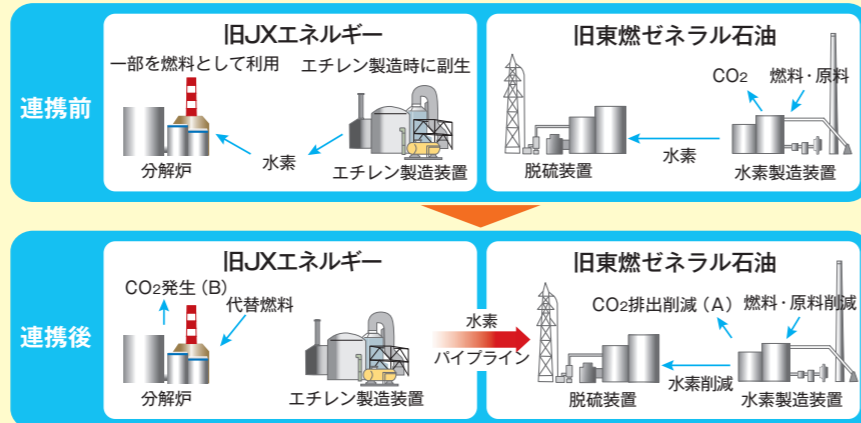 連携前
旧JXエネルギー
一部を燃料として利用
エチレン製造時に副生
水素
分解炉
エチレン製造装置
旧東燃ゼネラル石油
CO2
燃料・原料
水素
脱硫装置
水素製造装置
連携後
旧JXエネルギー
CO2発生（B）
代替燃料
分解炉
エチレン製造装置
水素
パイプライン
旧東燃ゼネラル石油
CO2排出削減（A）
燃料・原料削減
水素削減
脱硫装置
水素製造装置